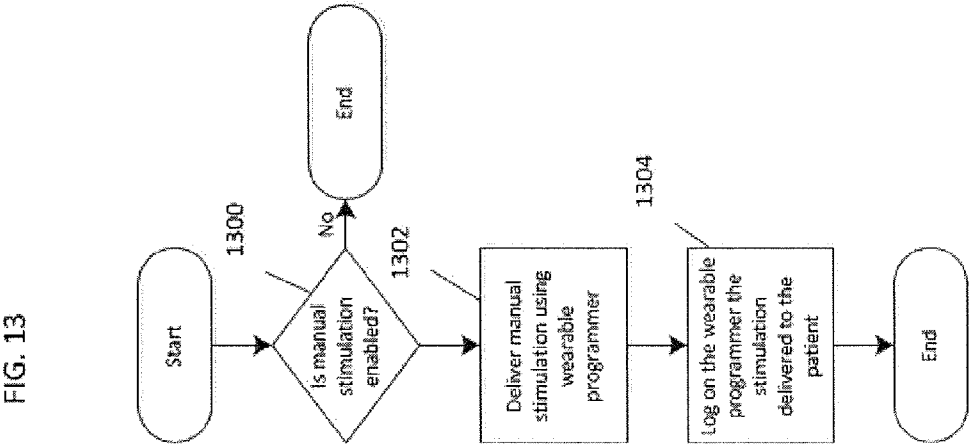 FIG. 13
Start
1300
Is manual
stimulation
enabled?
No
End
1302
Deliver manual
stimulation using
wearable
programmer
1304
Log on the wearable
programmer the
stimulation
delivered to the
patient
End